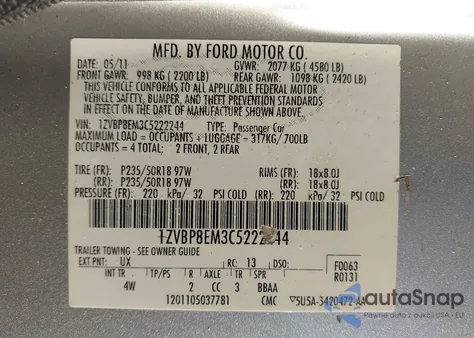 MFD. BY FORD MOTOR CO.
DATE: 05/11 GVWR: 2077 KG ( 4580 LB)
FRONT GAWR: 998 KG ( 2200 LB) REAR GAWR: 1098 KG ( 2420 LB)
THIS VEHICLE CONFORMS TO ALL APPLICABLE FEDERAL MOTOR
VEHICLE SAFETY, BUMPER, AND THEFT PREVENTION STANDARDS
IN EFFECT ON THE DATE OF MANUFACTURE SHOWN ABOVE.
VIN: 1ZVBP8EM3C5222244 TYPE: Passenger Car
MAXIMUM LOAD = OCCUPANTS + LUGGAGE = 317KG/700LB
OCCUPANTS = 4 TOTAL; 2 FRONT, 2 REAR
TIRE (FF): P235/50R18 97W RIMS (FF): 18x8.0J
(RR): P235/50R18 97W (RR): 18x8.0J
PRESSURE (FF): 220 kPa/ 32 PSI COLD (RR): 220 kPa/ 32 PSI COLD
1ZVBP8EM3C5222244
TRAILER TOWING - SEE OWNER GUIDE
EXT PNT: UX RC: 13 DSO: F0063
R0131
INT TR TP/PS R AXLE TR SPR
4W 2 CC 3 BBAA
1201105037781 CMC
autoSnap